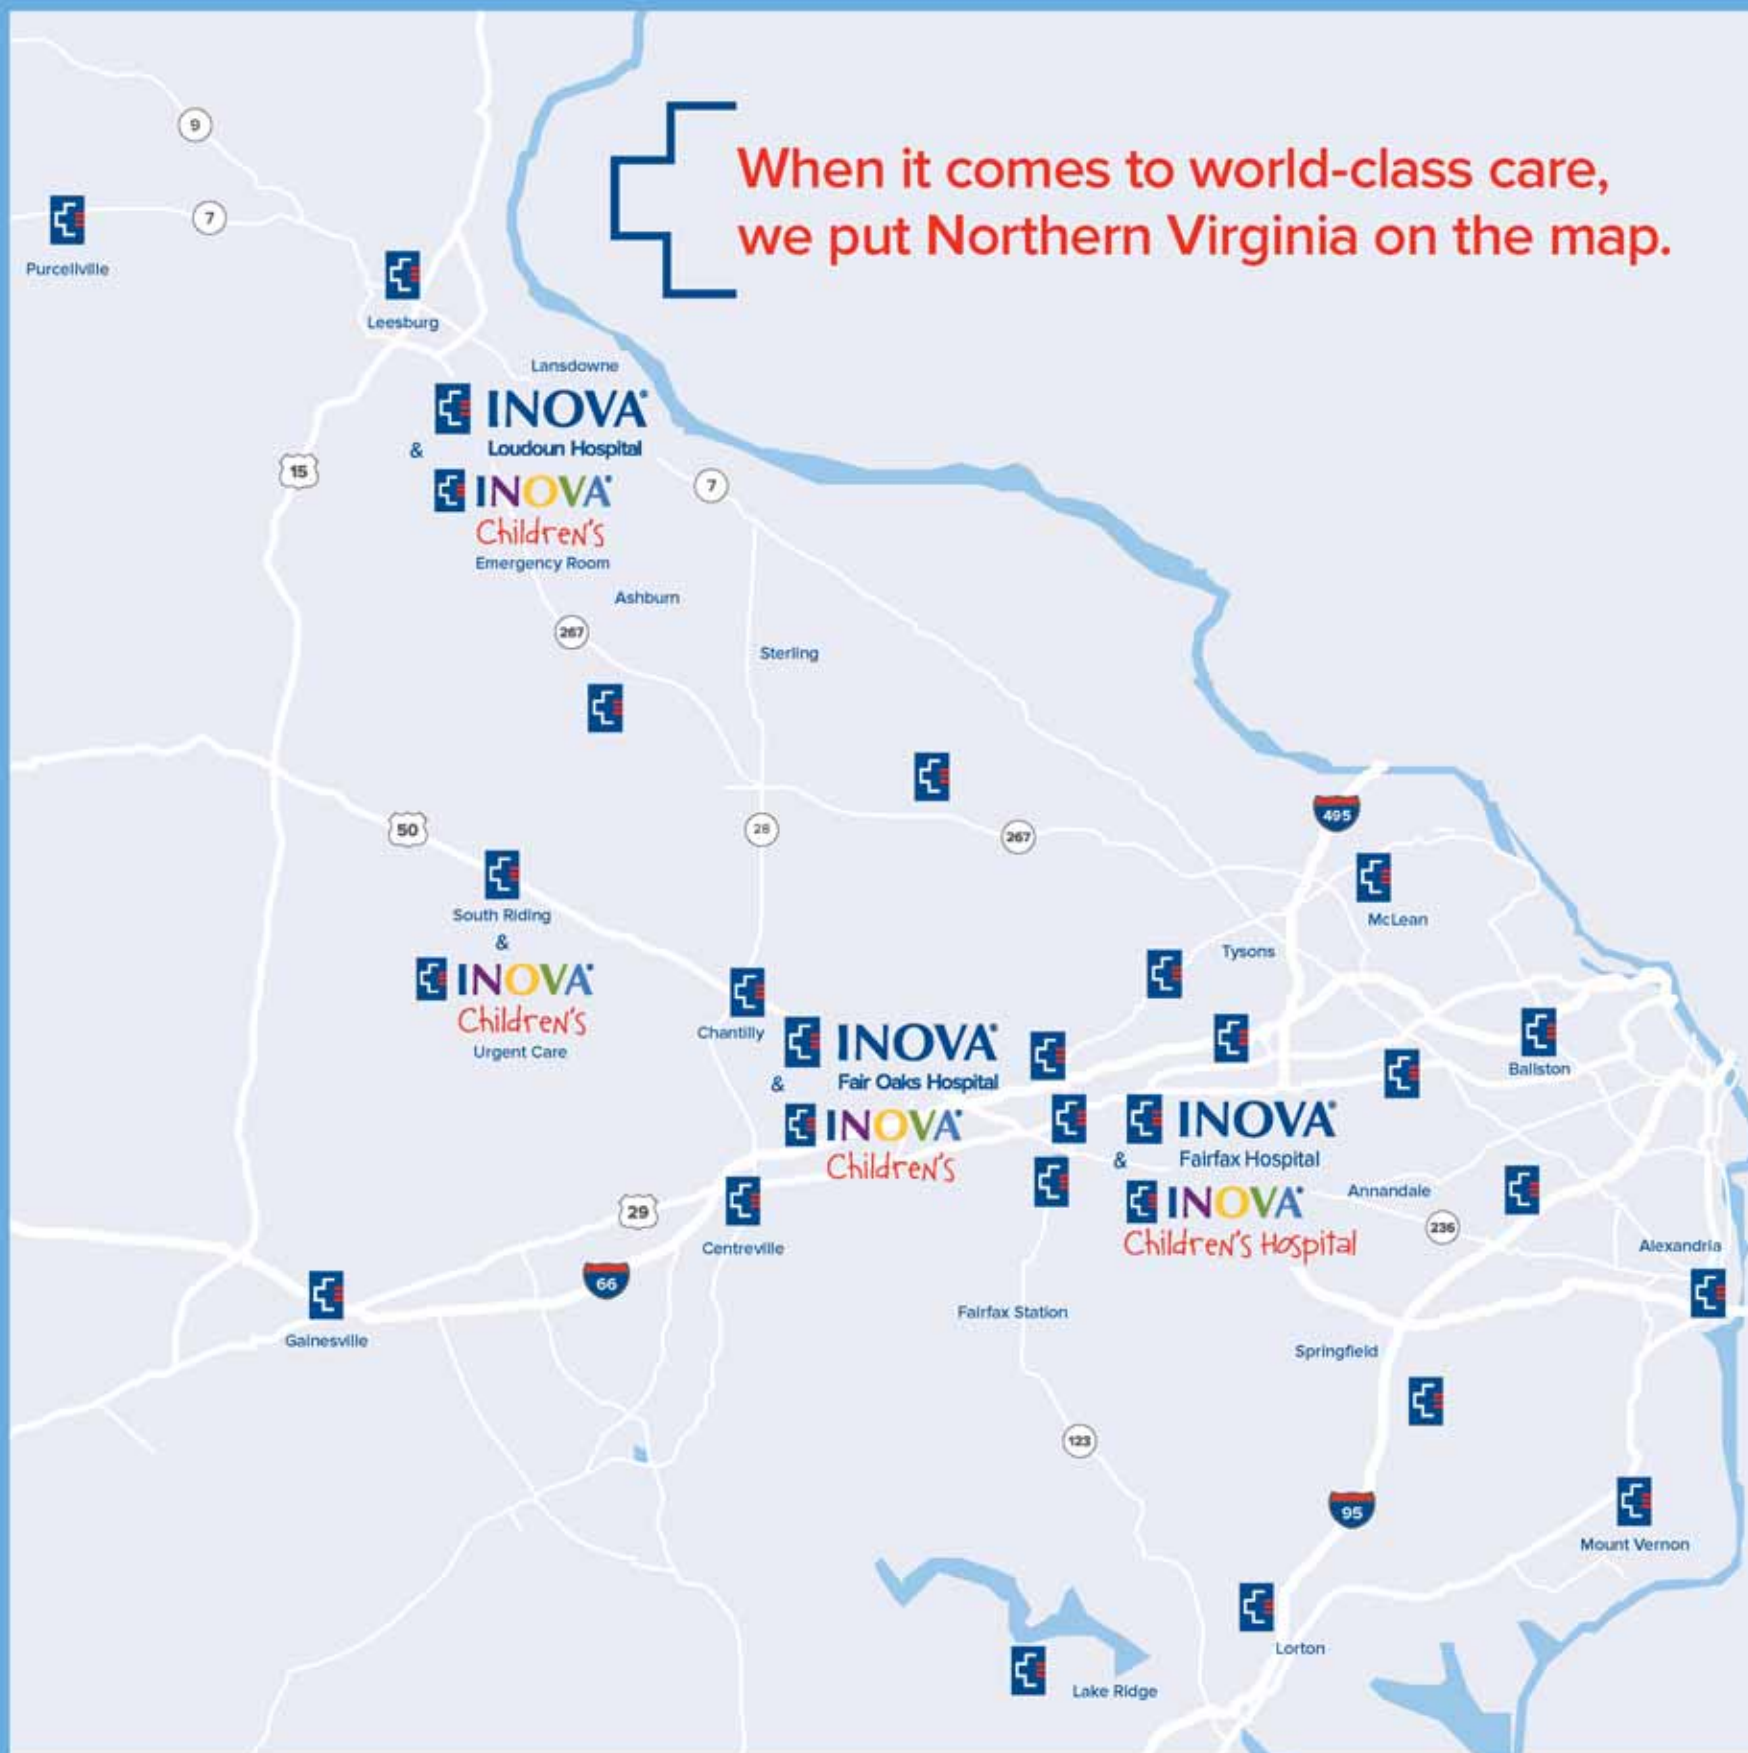 When it comes to world-class care,
we put Northern Virginia on the map.
9
7
Purcellville
Leesburg
Lansdowne
INOVA®
Loudoun Hospital
&
INOVA®
Children's
Emergency Room
15
7
Ashburn
267
Sterling
50
28
267
495
South Riding
&
INOVA®
Children's
Urgent Care
McLean
Tysons
Chantilly
INOVA®
Fair Oaks Hospital
&
INOVA®
Children's
Ballston
INOVA®
Fairfax Hospital
&
INOVA®
Children's Hospital
Annandale
236
29
Centreville
66
Alexandria
Gainesville
Fairfax Station
Springfield
123
95
Mount Vernon
Lorton
Lake Ridge